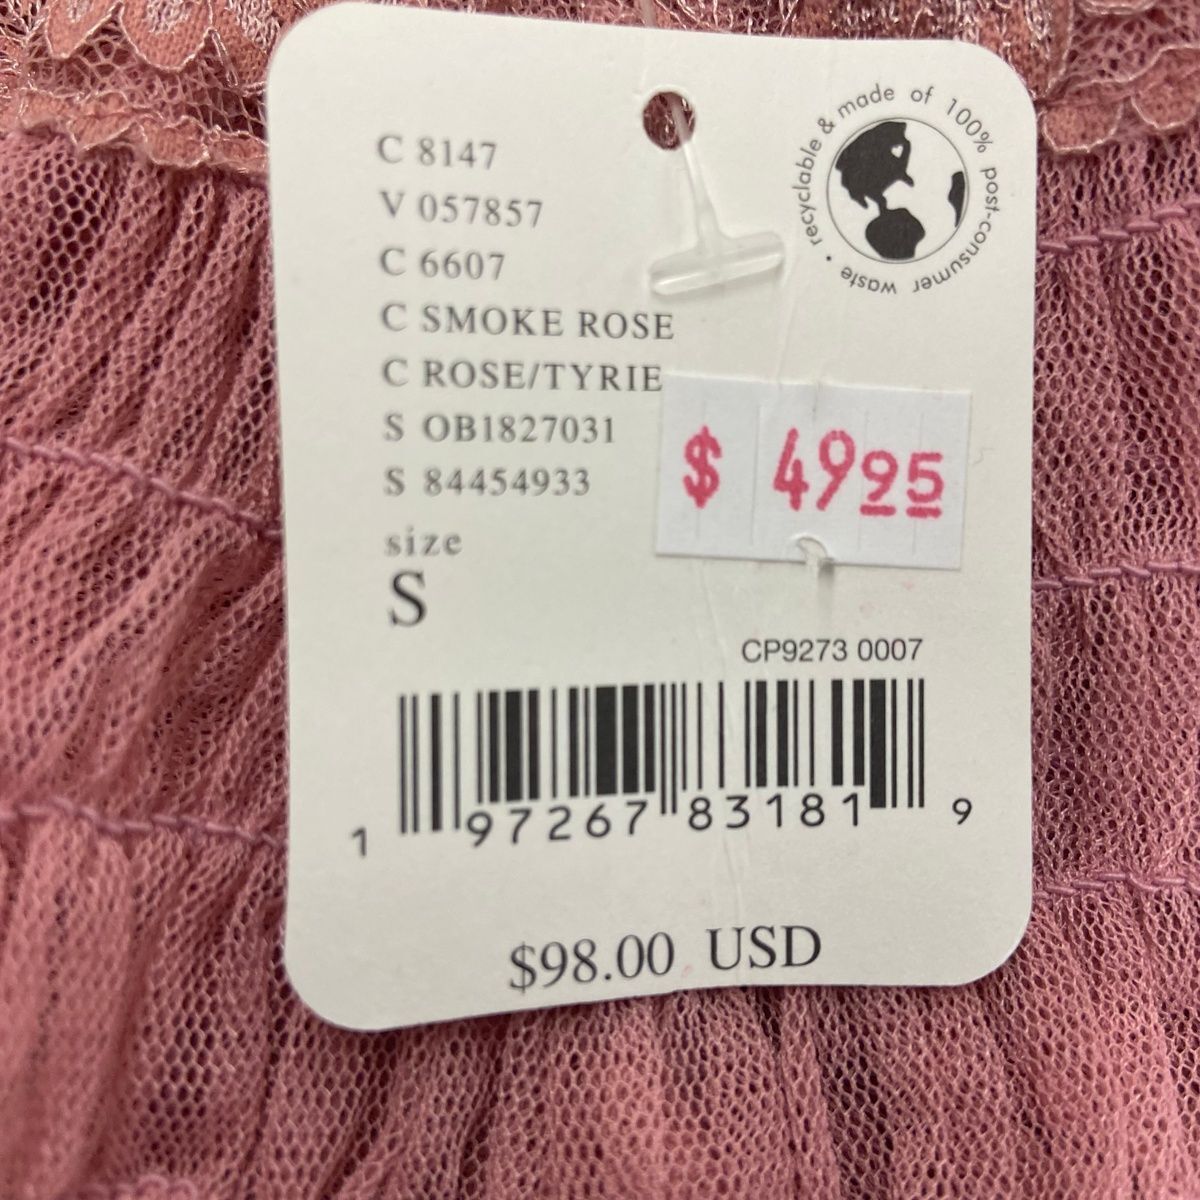 recyclable & made of 100% post-consumer waste •
C 8147
V 057857
C 6607
C SMOKE ROSE
C ROSE/TYRIE
S OB1827031
S 84454933
$ 4995
size
S
CP9273 0007
1 97267 83181 9
$98.00 USD